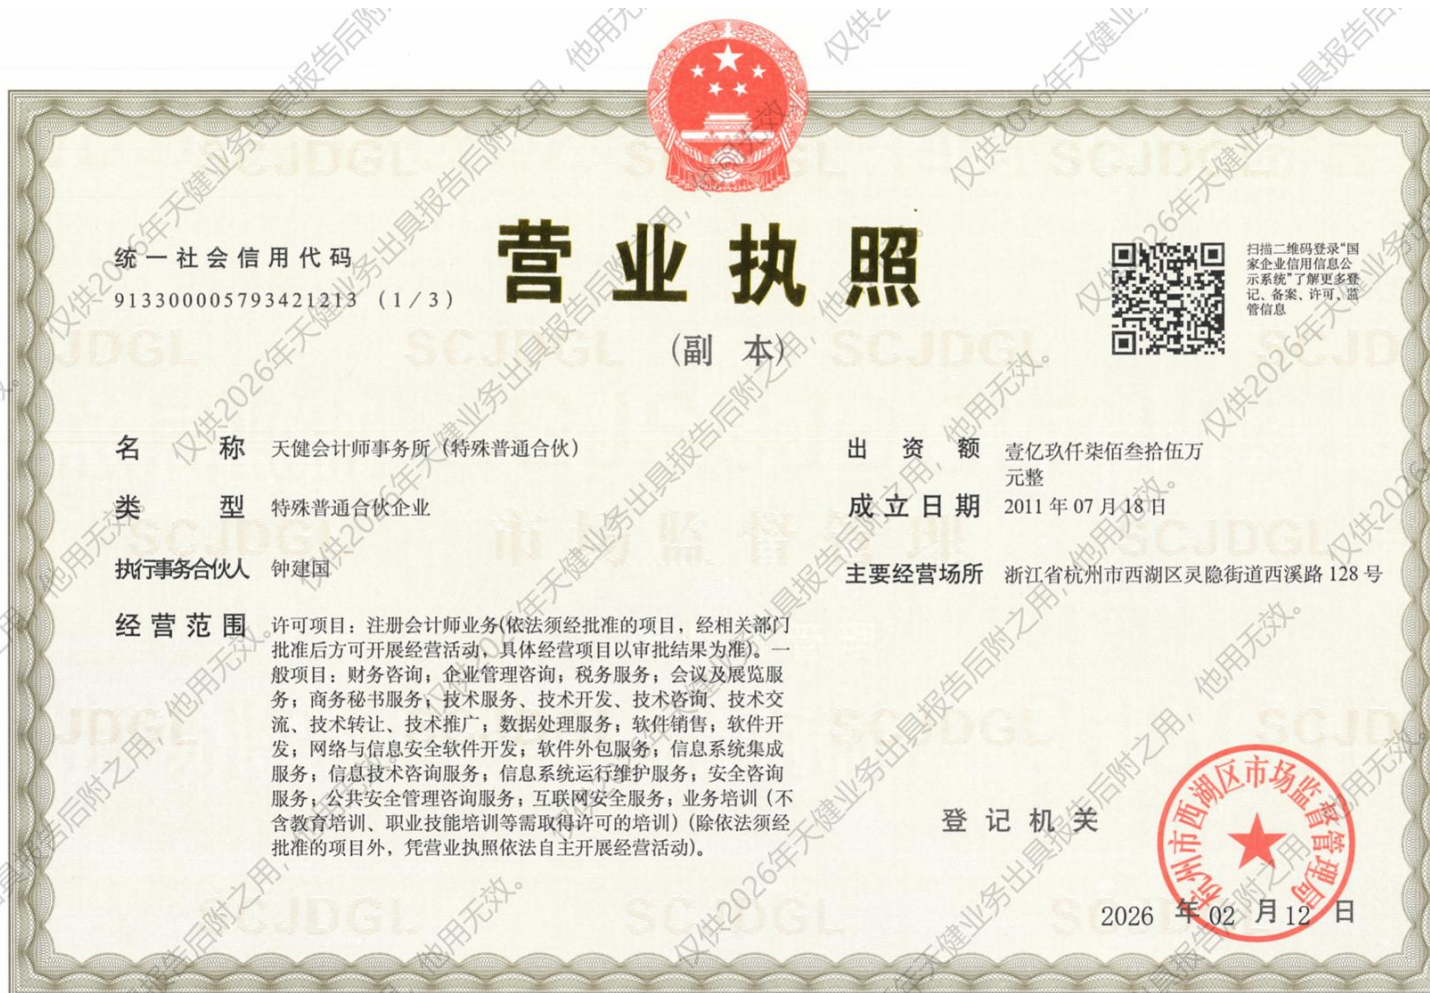 营业执照
(副 本)
统一社会信用代码
913300005793421213 (1/3)
扫描二维码登录“国
家企业信用信息公
示系统”了解更多登
记、备案、许可、监
管信息
名 称 天健会计师事务所（特殊普通合伙）
类 型 特殊普通合伙企业
执行事务合伙人 钟建国
经营范围 许可项目：注册会计师业务(依法须经批准的项目，经相关部门
批准后方可开展经营活动，具体经营项目以审批结果为准)。一
般项目：财务咨询；企业管理咨询；税务服务；会议及展览服
务；商务秘书服务；技术服务、技术开发、技术咨询、技术交
流、技术转让、技术推广；数据处理服务；软件销售；软件开
发；网络与信息安全软件开发；软件外包服务；信息系统集成
服务；信息技术咨询服务；信息系统运行维护服务；安全咨询
服务；公共安全管理咨询服务；互联网安全服务；业务培训（不
含教育培训、职业技能培训等需取得许可的培训）(除依法须经
批准的项目外，凭营业执照依法自主开展经营活动)。
出资额 壹亿玖仟柒佰叁拾伍万
元整
成立日期 2011 年 07 月 18 日
主要经营场所 浙江省杭州市西湖区灵隐街道西溪路 128 号
登记机关
杭州市西湖区市场监督管理局
2026 年 02 月 12 日
仅供2026年天健业务出具报告后附之用，他用无效。
SCJDGL
市场监督管理